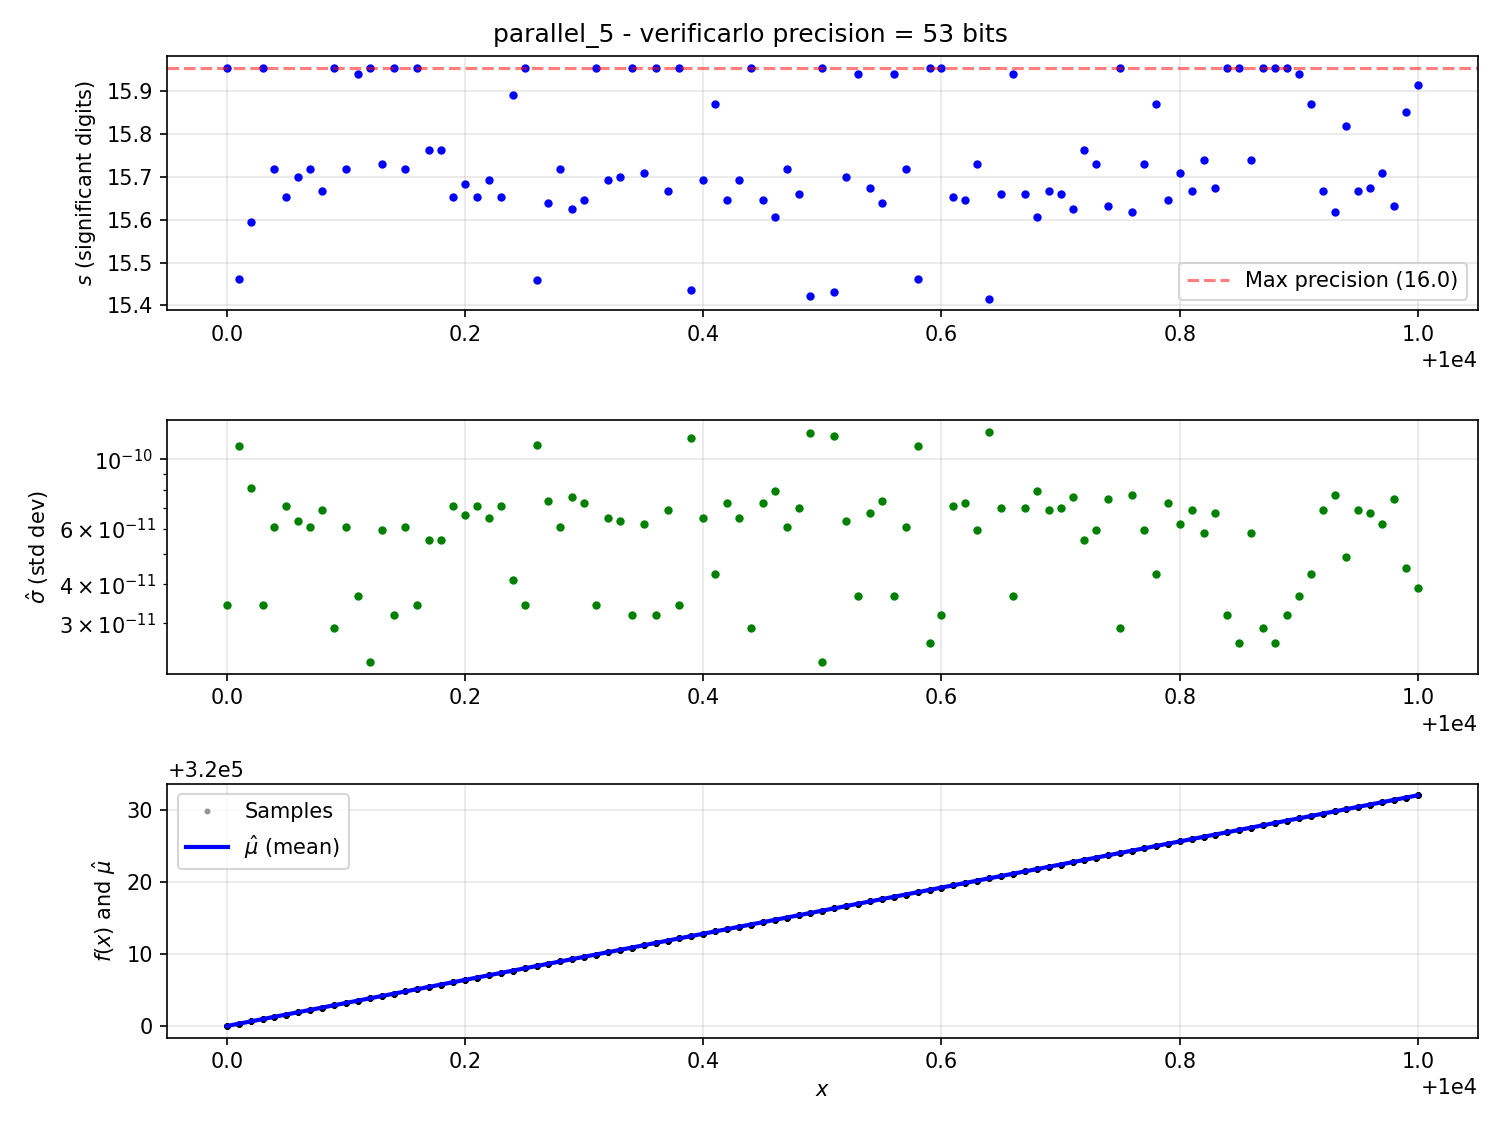 parallel_5 - verificarlo precision = 53 bits
s (significant digits)
15.9
15.8
15.7
15.6
15.5
15.4
Max precision (16.0)
0.0 0.2 0.4 0.6 0.8 1.0
+1e4
σ̂ (std dev)
10⁻¹⁰
6 × 10⁻¹¹
4 × 10⁻¹¹
3 × 10⁻¹¹
0.0 0.2 0.4 0.6 0.8 1.0
+1e4
+3.2e5
f(x) and μ̂
30
20
10
0
Samples
μ̂ (mean)
0.0 0.2 0.4 0.6 0.8 1.0
x
+1e4